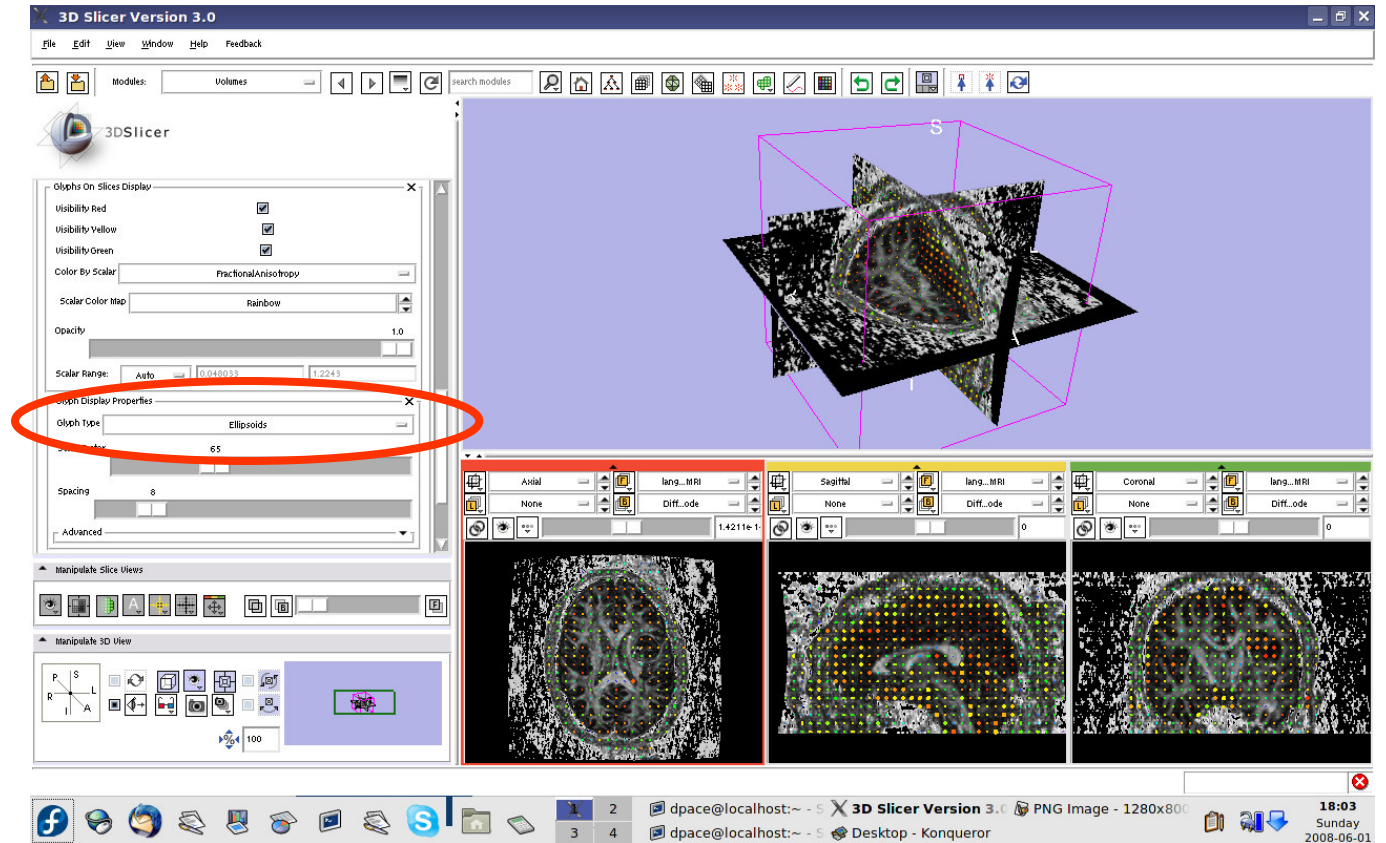 3D Slicer Version 3.0
File Edit View Window Help Feedback
Modules: Volumes search modules
3DSlicer
Glyphs On Slices Display
Visibility Red
Visibility Yellow
Visibility Green
Color By Scalar FractionalAnisotropy
Scalar Color Map Rainbow
Opacity 1.0
Scalar Range: Auto 0.048033 1.2243
Glyph Display Properties
Glyph Type Ellipsoids
65
Spacing 8
Advanced
Manipulate Slice Views
Manipulate 3D View
P S
R L
I A
100
S
A
I
Axial lang...MRI
None Diff...ode
1.4211e-1
Sagittal lang...MRI
None Diff...ode
0
Coronal lang...MRI
None Diff...ode
0
1 2
3 4
dpace@localhost:~ - S
3D Slicer Version 3.0
PNG Image - 1280x800
dpace@localhost:~ - S
Desktop - Konqueror
18:03
Sunday
2008-06-01